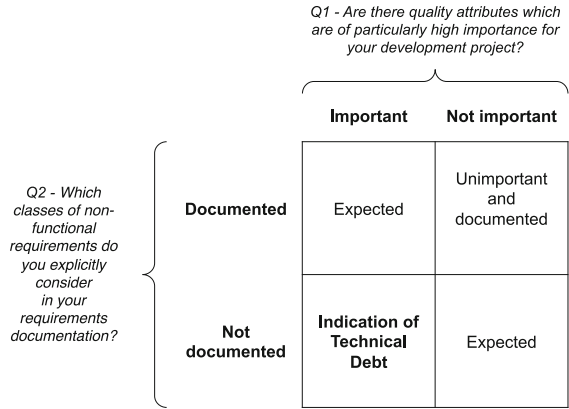 Q1 - Are there quality attributes which
are of particularly high importance for
your development project?
Important
Not important
Q2 - Which
classes of non-
functional
requirements do
you explicitly
consider
in your
requirements
documentation?
Documented
Expected
Unimportant
and
documented
Not
documented
Indication of
Technical
Debt
Expected